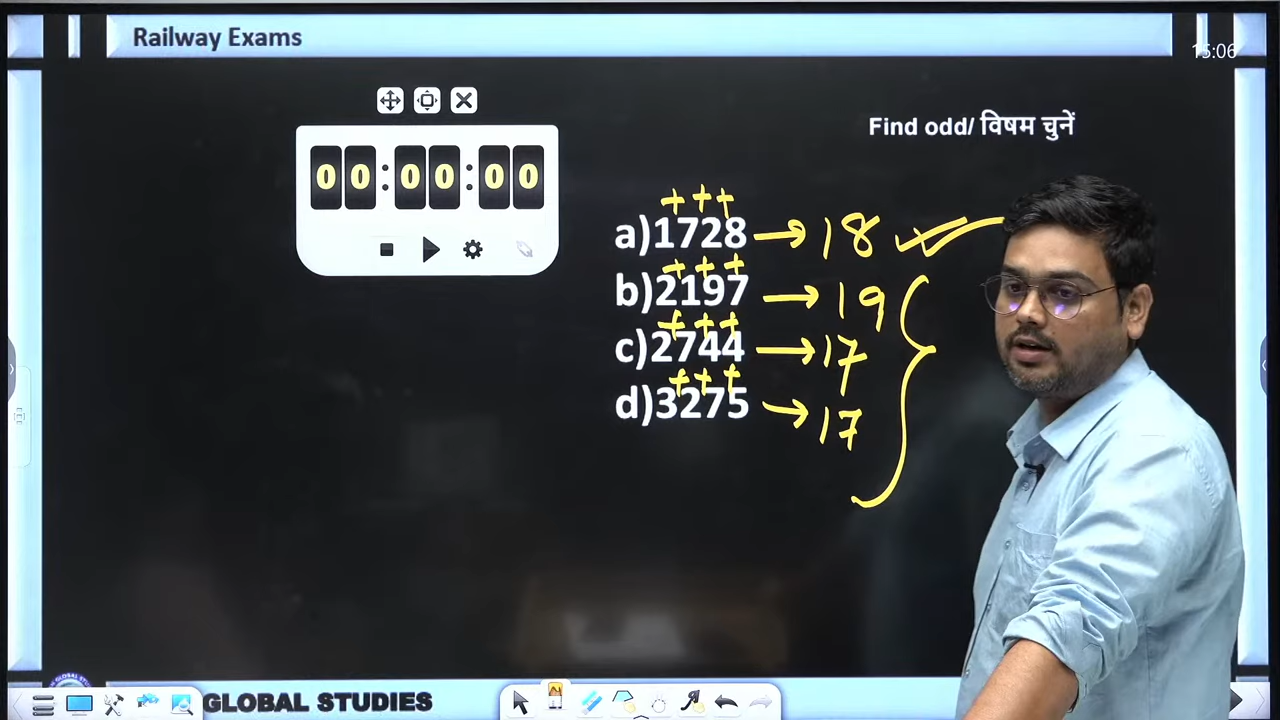 Railway Exams
15:06
00:00:00
Find odd/ विषम चुनें
+ + +
a)1728 → 18
+ + +
b)2197 → 19
+ + +
c)2744 → 17
+ + +
d)3275 → 17
GLOBAL STUDIES